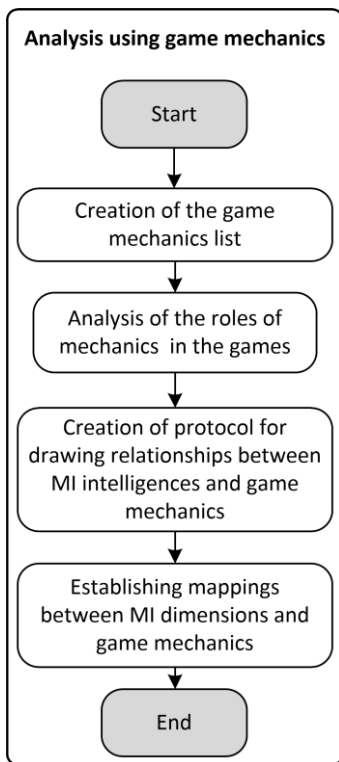 Analysis using game mechanics
Start
Creation of the game
mechanics list
Analysis of the roles of
mechanics in the games
Creation of protocol for
drawing relationships between
MI intelligences and game
mechanics
Establishing mappings
between MI dimensions and
game mechanics
End